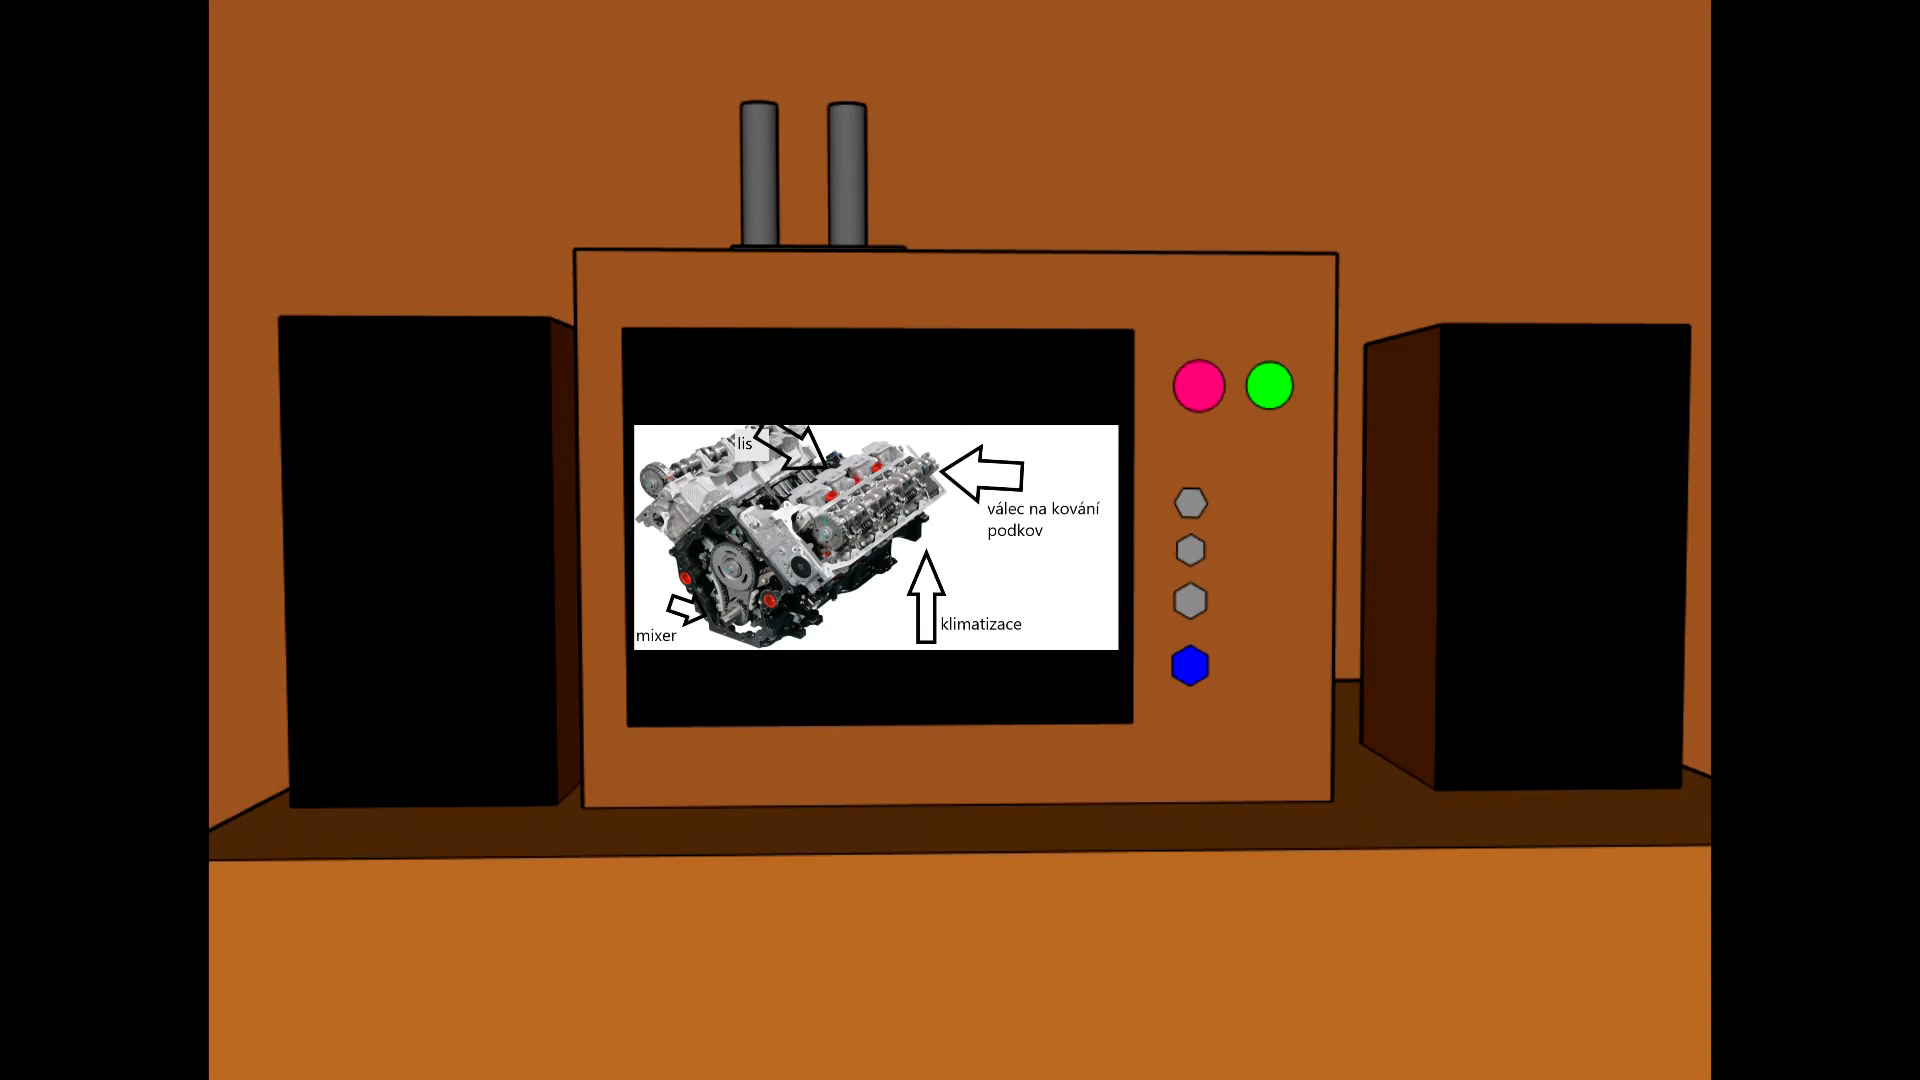 lis
válec na kování
podkov
klimatizace
mixer